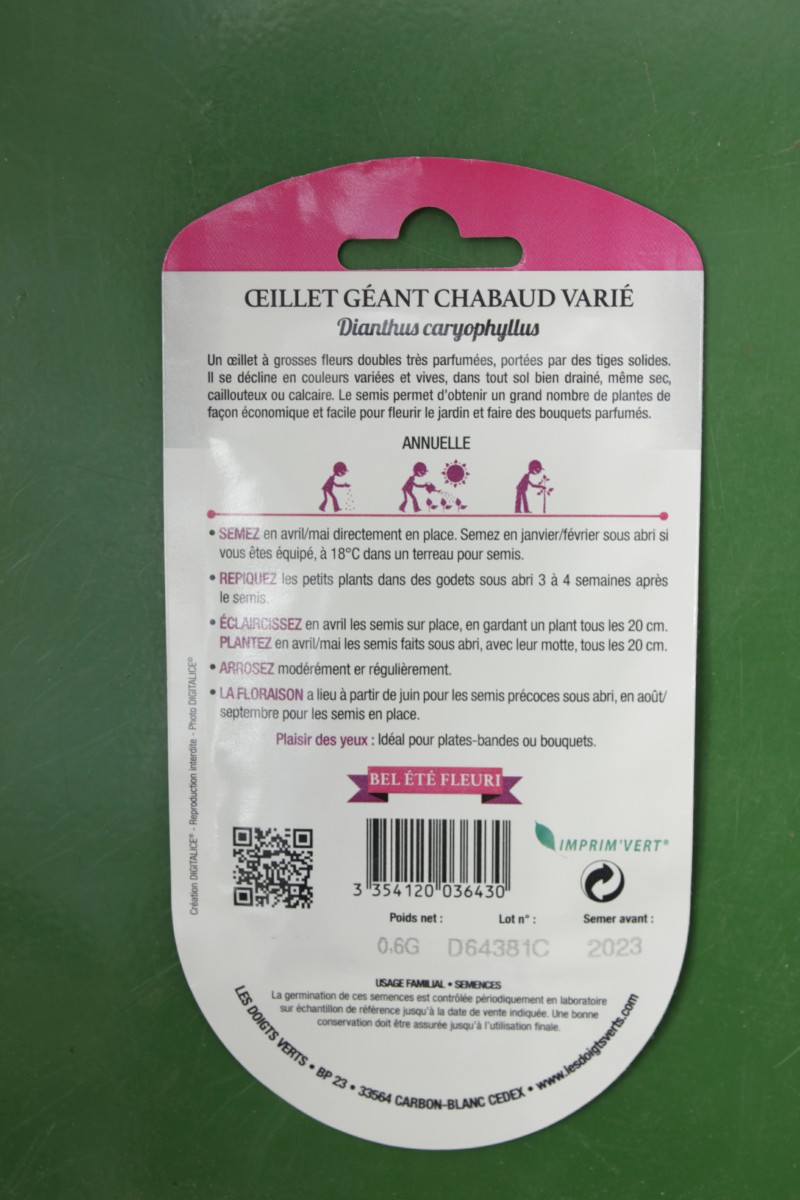 ŒILLET GÉANT CHABAUD VARIÉ
Dianthus caryophyllus
Un œillet à grosses fleurs doubles très parfumées, portées par des tiges solides.
Il se décline en couleurs variées et vives, dans tout sol bien drainé, même sec,
caillouteux ou calcaire. Le semis permet d'obtenir un grand nombre de plantes de
façon économique et facile pour fleurir le jardin et faire des bouquets parfumés.
ANNUELLE
• SEMEZ en avril/mai directement en place. Semez en janvier/février sous abri si
vous êtes équipé, à 18°C dans un terreau pour semis.
• REPIQUEZ les petits plants dans des godets sous abri 3 à 4 semaines après
le semis.
• ÉCLAIRCISSEZ en avril les semis sur place, en gardant un plant tous les 20 cm.
PLANTEZ en avril/mai les semis faits sous abri, avec leur motte, tous les 20 cm.
• ARROSEZ modérément er régulièrement.
• LA FLORAISON a lieu à partir de juin pour les semis précoces sous abri, en août/
septembre pour les semis en place.
Plaisir des yeux : Idéal pour plates-bandes ou bouquets.
BEL ÉTÉ FLEURI
Création DIGITALICE® - Reproduction interdite - Photo DIGITALICE®
IMPRIM'VERT®
3 354120 036430
Poids net : Lot n° : Semer avant :
0.6G D64381C 2023
USAGE FAMILIAL • SEMENCES
La germination de ces semences est contrôlée périodiquement en laboratoire
sur échantillon de référence jusqu'à la date de vente indiquée. Une bonne
conservation doit être assurée jusqu'à l'utilisation finale.
LES DOIGTS VERTS • BP 23 • 33564 CARBON-BLANC CEDEX • www.lesdoigtsverts.com